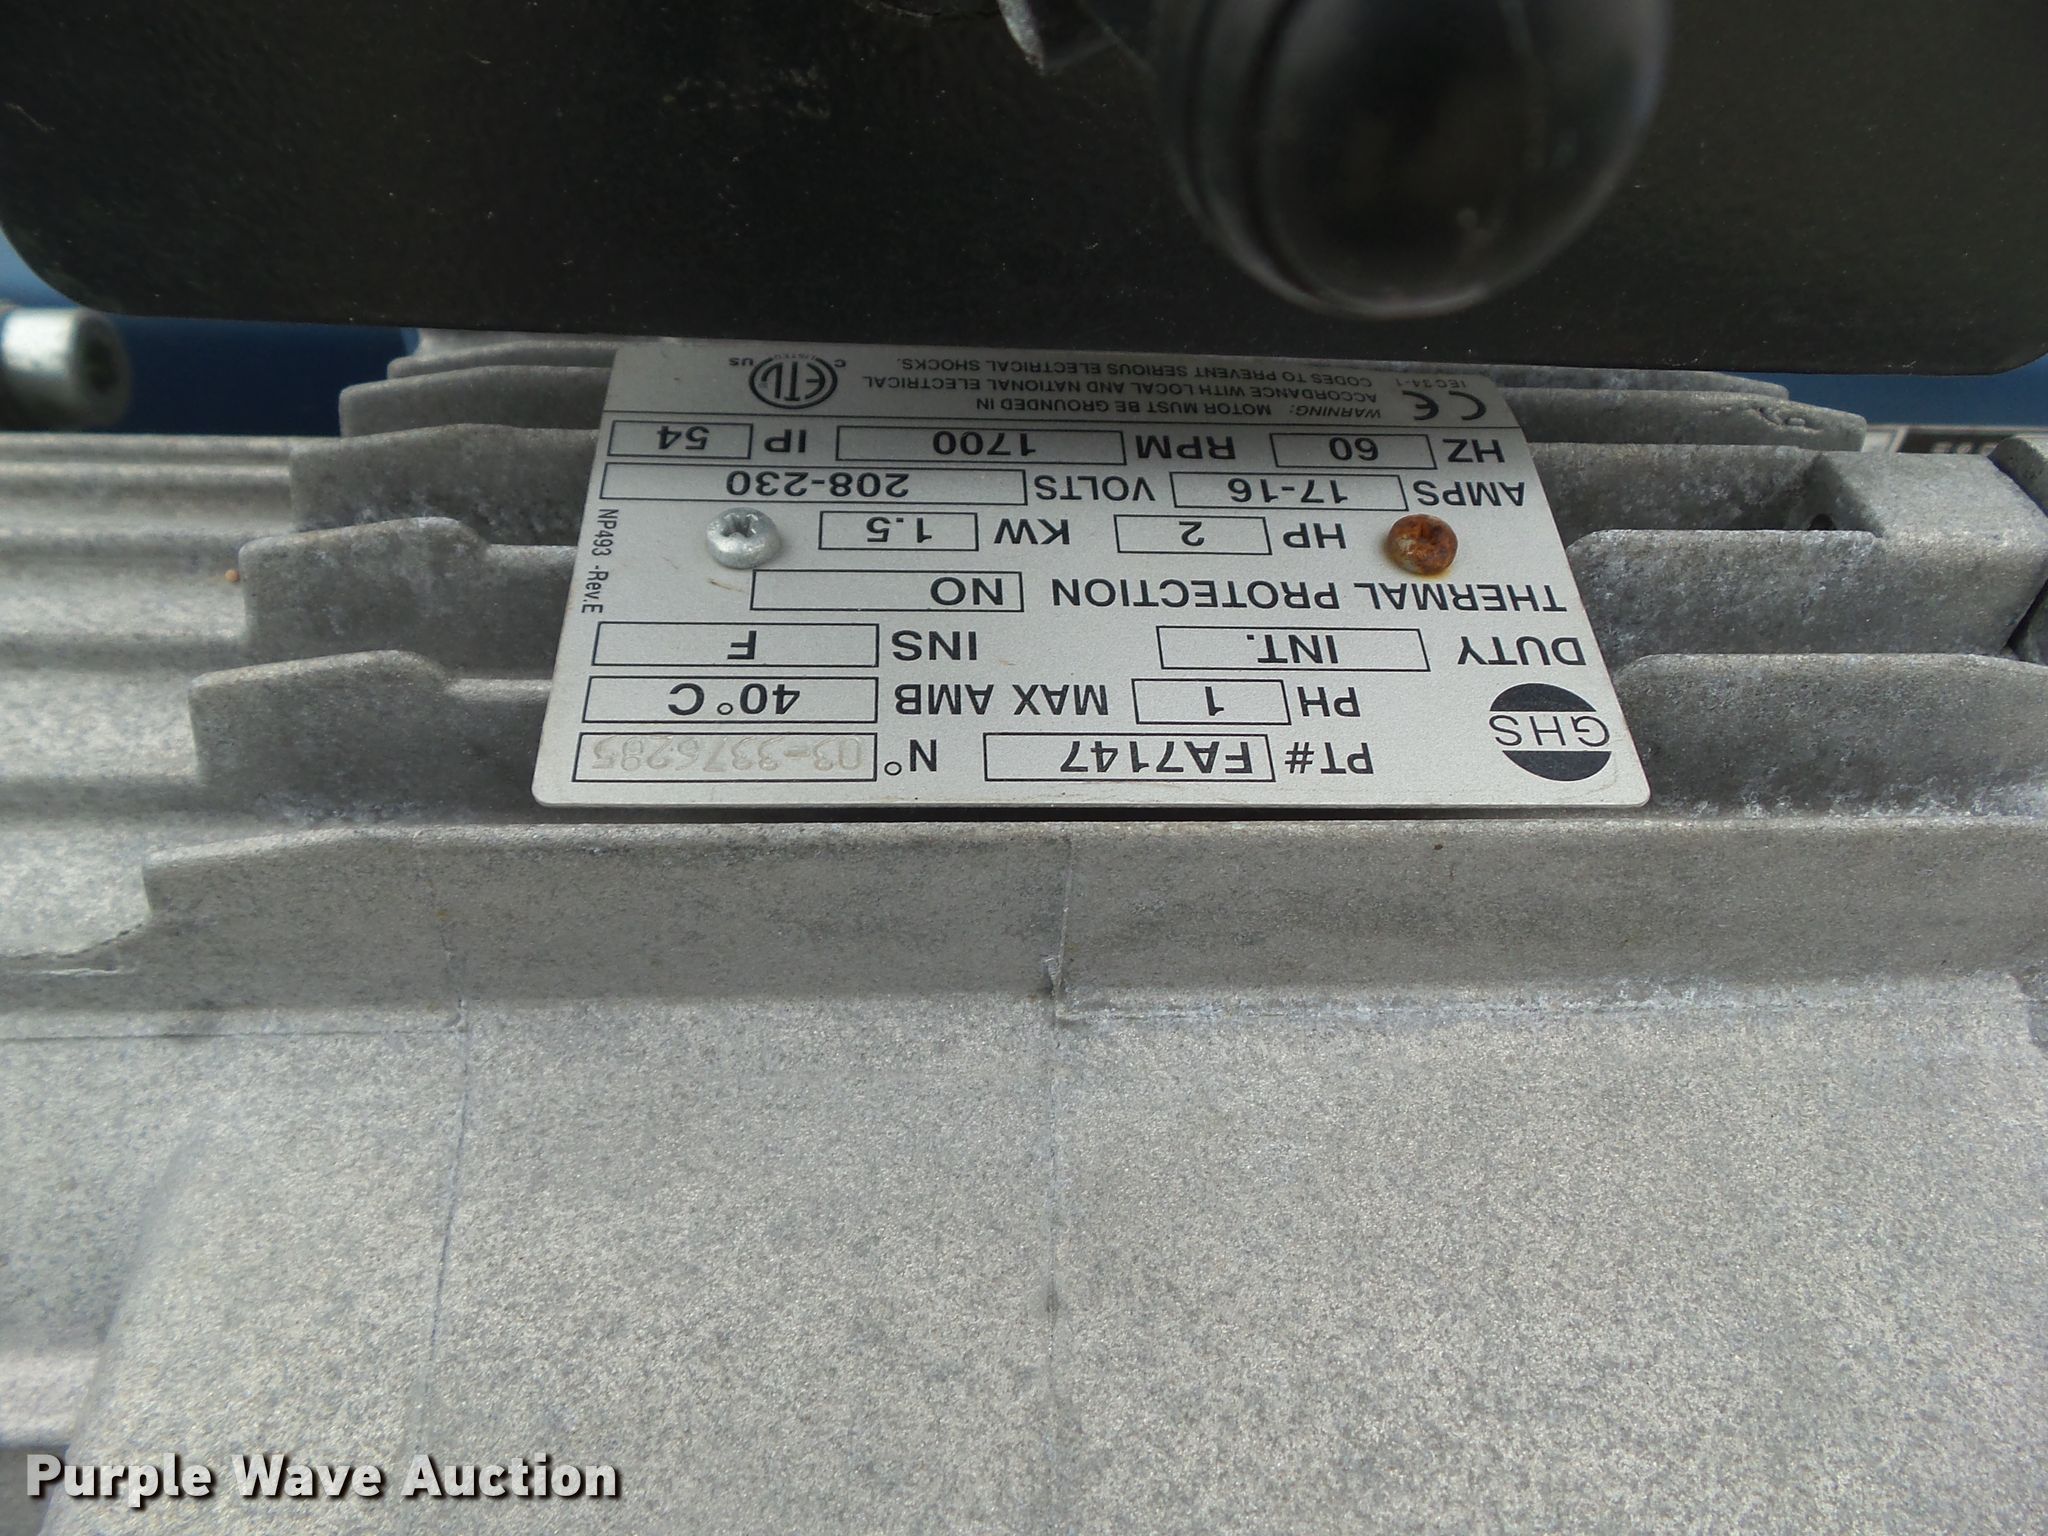 GHS
PT# FA7147 N° 03-3376285
PH 1 MAX AMB 40°C
DUTY INT. INS F
THERMAL PROTECTION NO
HP 2 KW 1.5
AMPS 17-16 VOLTS 208-230
HZ 60 RPM 1700 IP 54
CE WARNING: MOTOR MUST BE GROUNDED IN
ACCORDANCE WITH LOCAL AND NATIONAL ELECTRICAL
IEC34-1 CODES TO PREVENT SERIOUS ELECTRICAL SHOCKS.
ETL
C LISTED US
NP493 -Rev.E
Purple Wave Auction